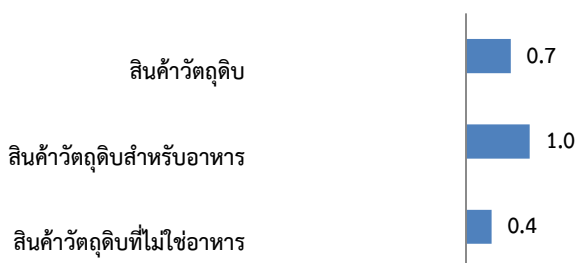 สินค้าวัตถุดิบ 0.7
สินค้าวัตถุดิบสำหรับอาหาร 1.0
สินค้าวัตถุดิบที่ไม่ใช่อาหาร 0.4